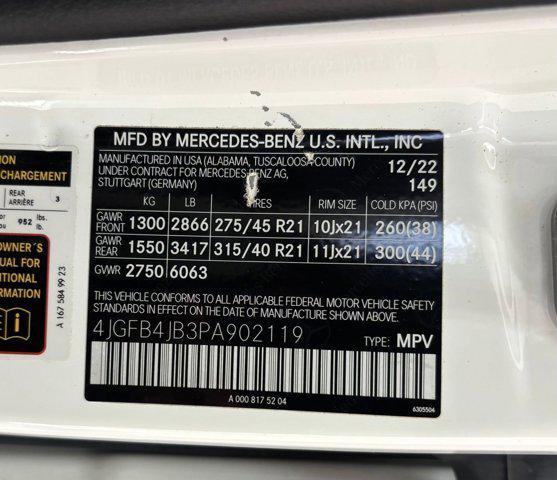 ION
CHARGEMENT
REAR
ARRIÈRE 3
ou 952 lbs.
lb.
OWNER´S
UAL FOR
ITIONAL
RMATION
A 167 584 99 23
MFD BY MERCEDES-BENZ U.S. INTL., INC
MANUFACTURED IN USA (ALABAMA, TUSCALOOSA COUNTY) 12/22
UNDER CONTRACT FOR MERCEDES-BENZ AG, 149
STUTTGART (GERMANY)
KG LB TIRES RIM SIZE COLD KPA (PSI)
GAWR FRONT 1300 2866 275/45 R21 10Jx21 260(38)
GAWR REAR 1550 3417 315/40 R21 11Jx21 300(44)
GWR 2750 6063
THIS VEHICLE CONFORMS TO ALL APPLICABLE FEDERAL MOTOR VEHICLE SAFETY
STANDARDS IN EFFECT ON THE DATE OF MANUFACTURE SHOWN ABOVE.
4JGFB4JB3PA902119 TYPE: MPV
A 000 817 52 04
6305504